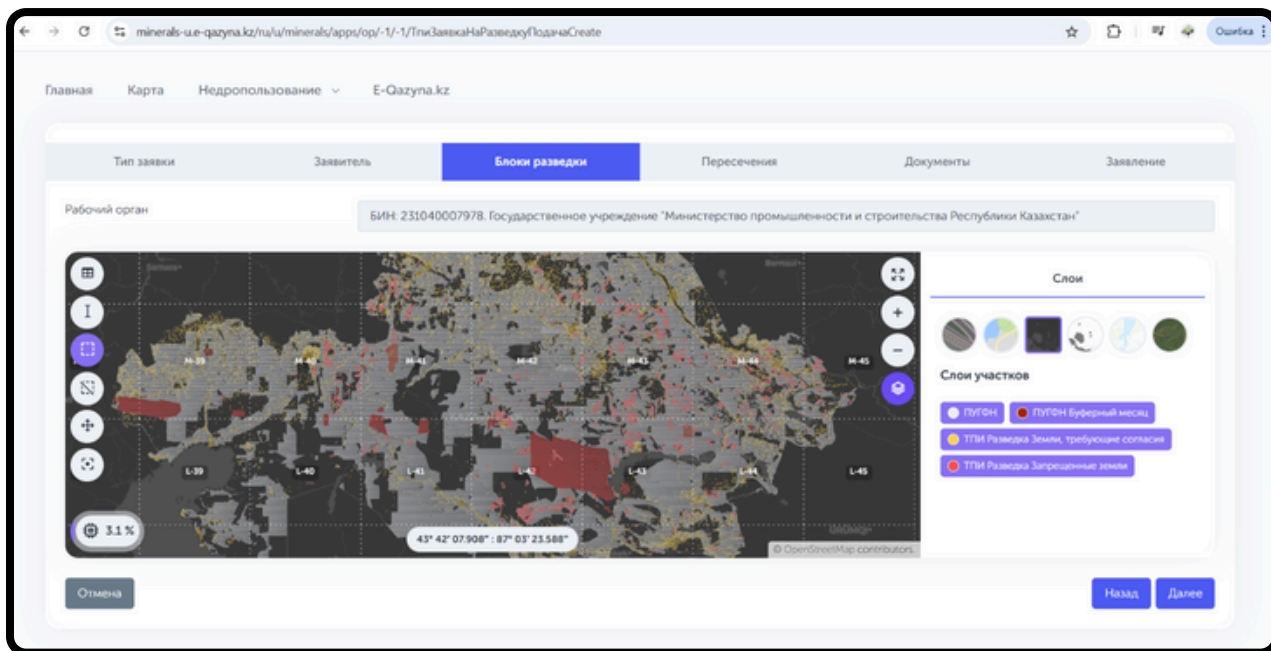 minerals-u.e-qazyna.kz/ru/u/minerals/apps/op/-1/-1/ТпиЗаявкаНаРазведкуПодачаCreate
Ошибка
Главная Карта Недропользование E-Qazyna.kz
Тип заявки Заявитель Блоки разведки Пересечения Документы Заявление
Рабочий орган
БИН: 231040007978. Государственное учреждение "Министерство промышленности и строительства Республики Казахстан"
Слои
M-39 M-40 M-41 M-42 M-43 M-44 M-45
Слои участков
ПУГФН ПУГФН Буферный месяц
ТПИ Разведка Земли, требующие согласия
ТПИ Разведка Запрещенные земли
L-39 L-40 L-41 L-42 L-43 L-44 L-45
3.1 %
43° 42' 07.908" : 87° 03' 23.588"
© OpenStreetMap contributors.
Отмена Назад Далее